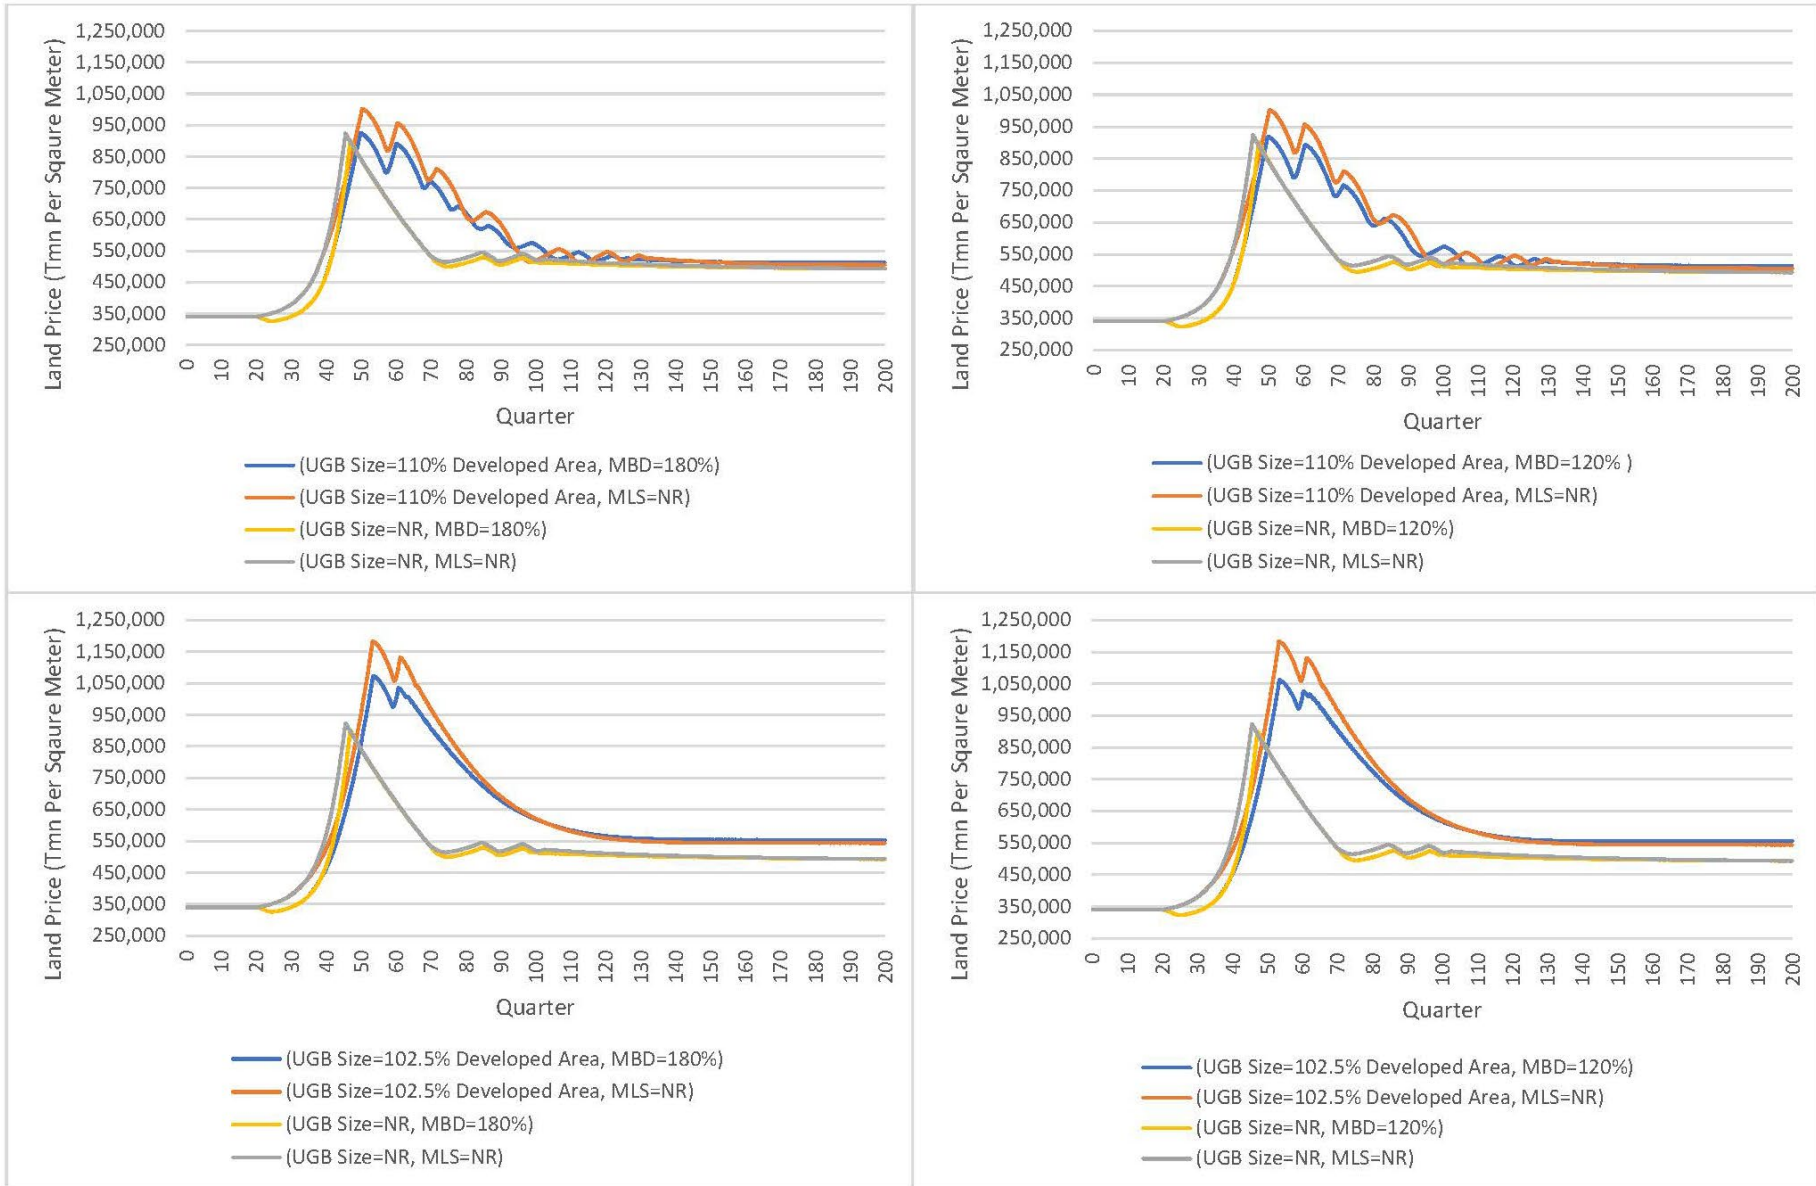 1,250,000
1,150,000
1,050,000
950,000
850,000
750,000
650,000
550,000
450,000
350,000
250,000
Land Price (Tmn Per Sqaure Meter)
0 10 20 30 40 50 60 70 80 90 100 110 120 130 140 150 160 170 180 190 200
Quarter
(UGB Size=110% Developed Area, MBD=180%)
(UGB Size=110% Developed Area, MLS=NR)
(UGB Size=NR, MBD=180%)
(UGB Size=NR, MLS=NR)
1,250,000
1,150,000
1,050,000
950,000
850,000
750,000
650,000
550,000
450,000
350,000
250,000
Land Price (Tmn Per Sqaure Meter)
0 10 20 30 40 50 60 70 80 90 100 110 120 130 140 150 160 170 180 190 200
Quarter
(UGB Size=110% Developed Area, MBD=120% )
(UGB Size=110% Developed Area, MLS=NR)
(UGB Size=NR, MBD=120%)
(UGB Size=NR, MLS=NR)
1,250,000
1,150,000
1,050,000
950,000
850,000
750,000
650,000
550,000
450,000
350,000
250,000
Land Price (Tmn Per Sqaure Meter)
0 10 20 30 40 50 60 70 80 90 100 110 120 130 140 150 160 170 180 190 200
Quarter
(UGB Size=102.5% Developed Area, MBD=180%)
(UGB Size=102.5% Developed Area, MLS=NR)
(UGB Size=NR, MBD=180%)
(UGB Size=NR, MLS=NR)
1,250,000
1,150,000
1,050,000
950,000
850,000
750,000
650,000
550,000
450,000
350,000
250,000
Land Price (Tmn Per Sqaure Meter)
0 10 20 30 40 50 60 70 80 90 100 110 120 130 140 150 160 170 180 190 200
Quarter
(UGB Size=102.5% Developed Area, MBD=120%)
(UGB Size=102.5% Developed Area, MLS=NR)
(UGB Size=NR, MBD=120%)
(UGB Size=NR, MLS=NR)